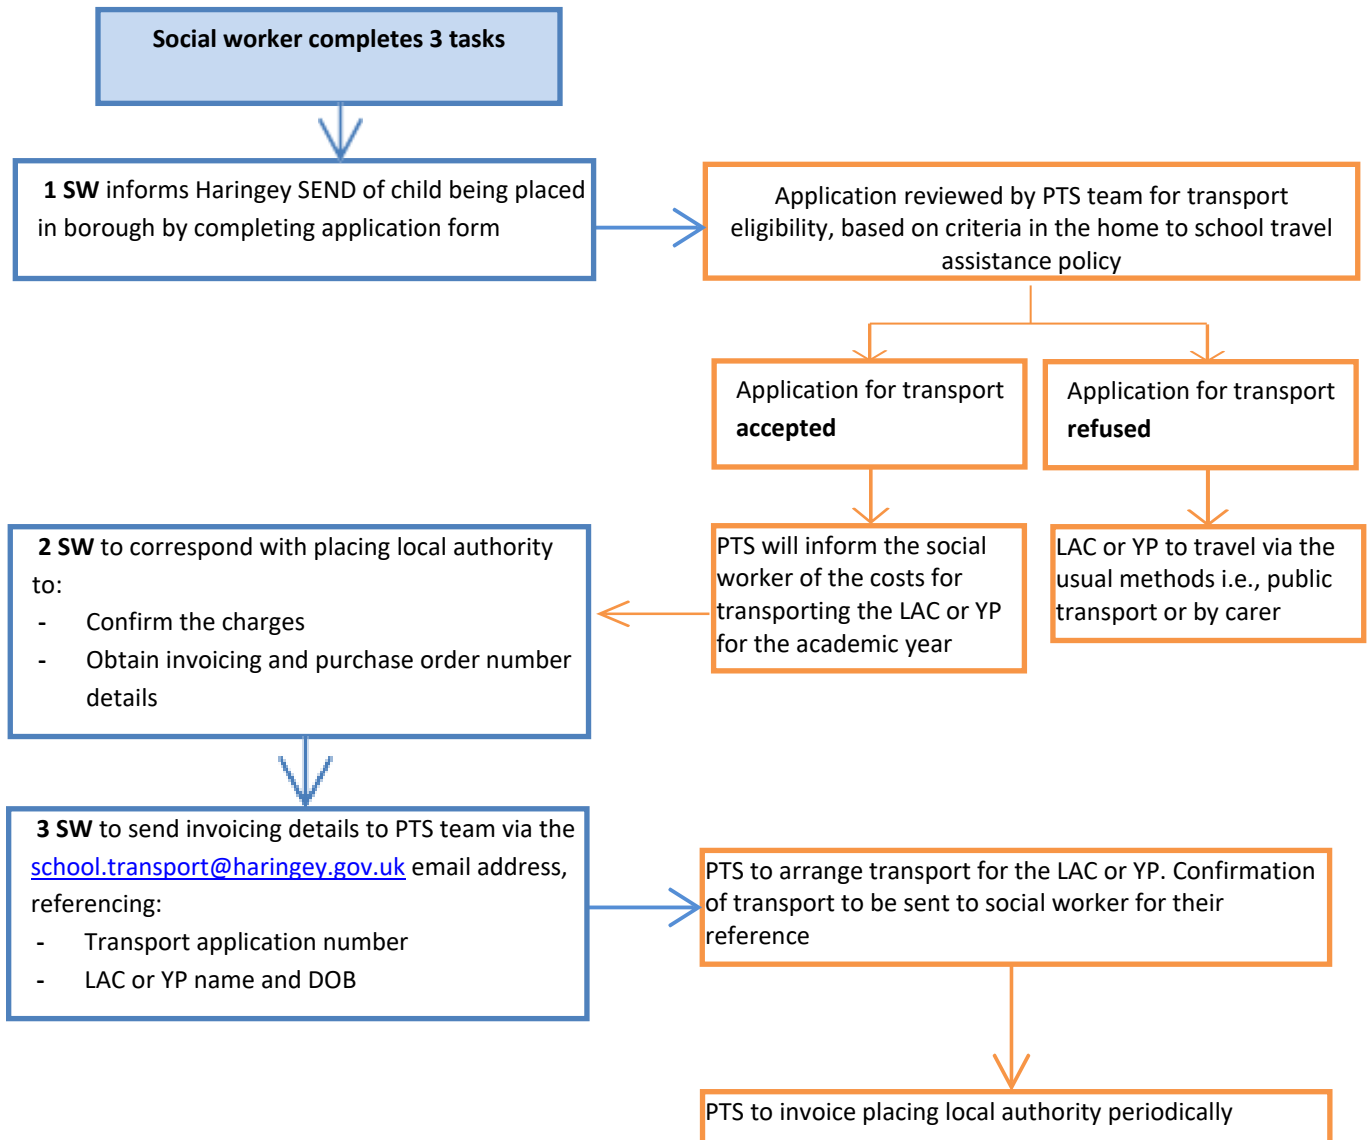 Social worker completes 3 tasks
1 SW informs Haringey SEND of child being placed
in borough by completing application form
Application reviewed by PTS team for transport
eligibility, based on criteria in the home to school travel
assistance policy
Application for transport
accepted
Application for transport
refused
2 SW to correspond with placing local authority
to:
- Confirm the charges
- Obtain invoicing and purchase order number
details
PTS will inform the social
worker of the costs for
transporting the LAC or YP
for the academic year
LAC or YP to travel via the
usual methods i.e., public
transport or by carer
3 SW to send invoicing details to PTS team via the
school.transport@haringey.gov.uk email address,
referencing:
- Transport application number
- LAC or YP name and DOB
PTS to arrange transport for the LAC or YP. Confirmation
of transport to be sent to social worker for their
reference
PTS to invoice placing local authority periodically